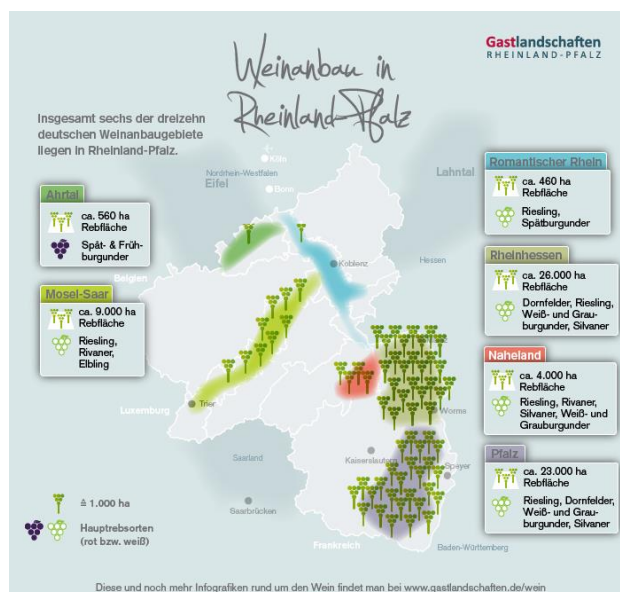 Gastlandschaften
RHEINLAND-PFALZ
Weinanbau in
Rheinland-Pfalz
Insgesamt sechs der dreizehn
deutschen Weinanbaugebiete
liegen in Rheinland-Pfalz.
Ahrtal
ca. 560 ha
Rebfläche
Spät- & Früh-
burgunder
Mosel-Saar
ca. 9.000 ha
Rebfläche
Riesling,
Rivaner,
Elbling
Romantischer Rhein
ca. 460 ha
Rebfläche
Riesling,
Spätburgunder
Rheinhessen
ca. 26.000 ha
Rebfläche
Dornfelder, Riesling,
Weiß- und Grau-
burgunder, Silvaner
Naheland
ca. 4.000 ha
Rebfläche
Riesling, Rivaner,
Silvaner, Weiß- und
Grauburgunder
Pfalz
ca. 23.000 ha
Rebfläche
Riesling, Dornfelder,
Weiß- und Grau-
burgunder, Silvaner
Köln
Nordrhein-Westfalen
Eifel
Bonn
Lahntal
Koblenz
Hessen
Belgien
Luxemburg
Trier
Worms
Kaiserslautern
Speyer
Saarland
Saarbrücken
Frankreich
Baden-Württemberg
≙ 1.000 ha
Hauptrebsorten
(rot bzw. weiß)
Diese und noch mehr Infografiken rund um den Wein findet man bei www.gastlandschaften.de/wein